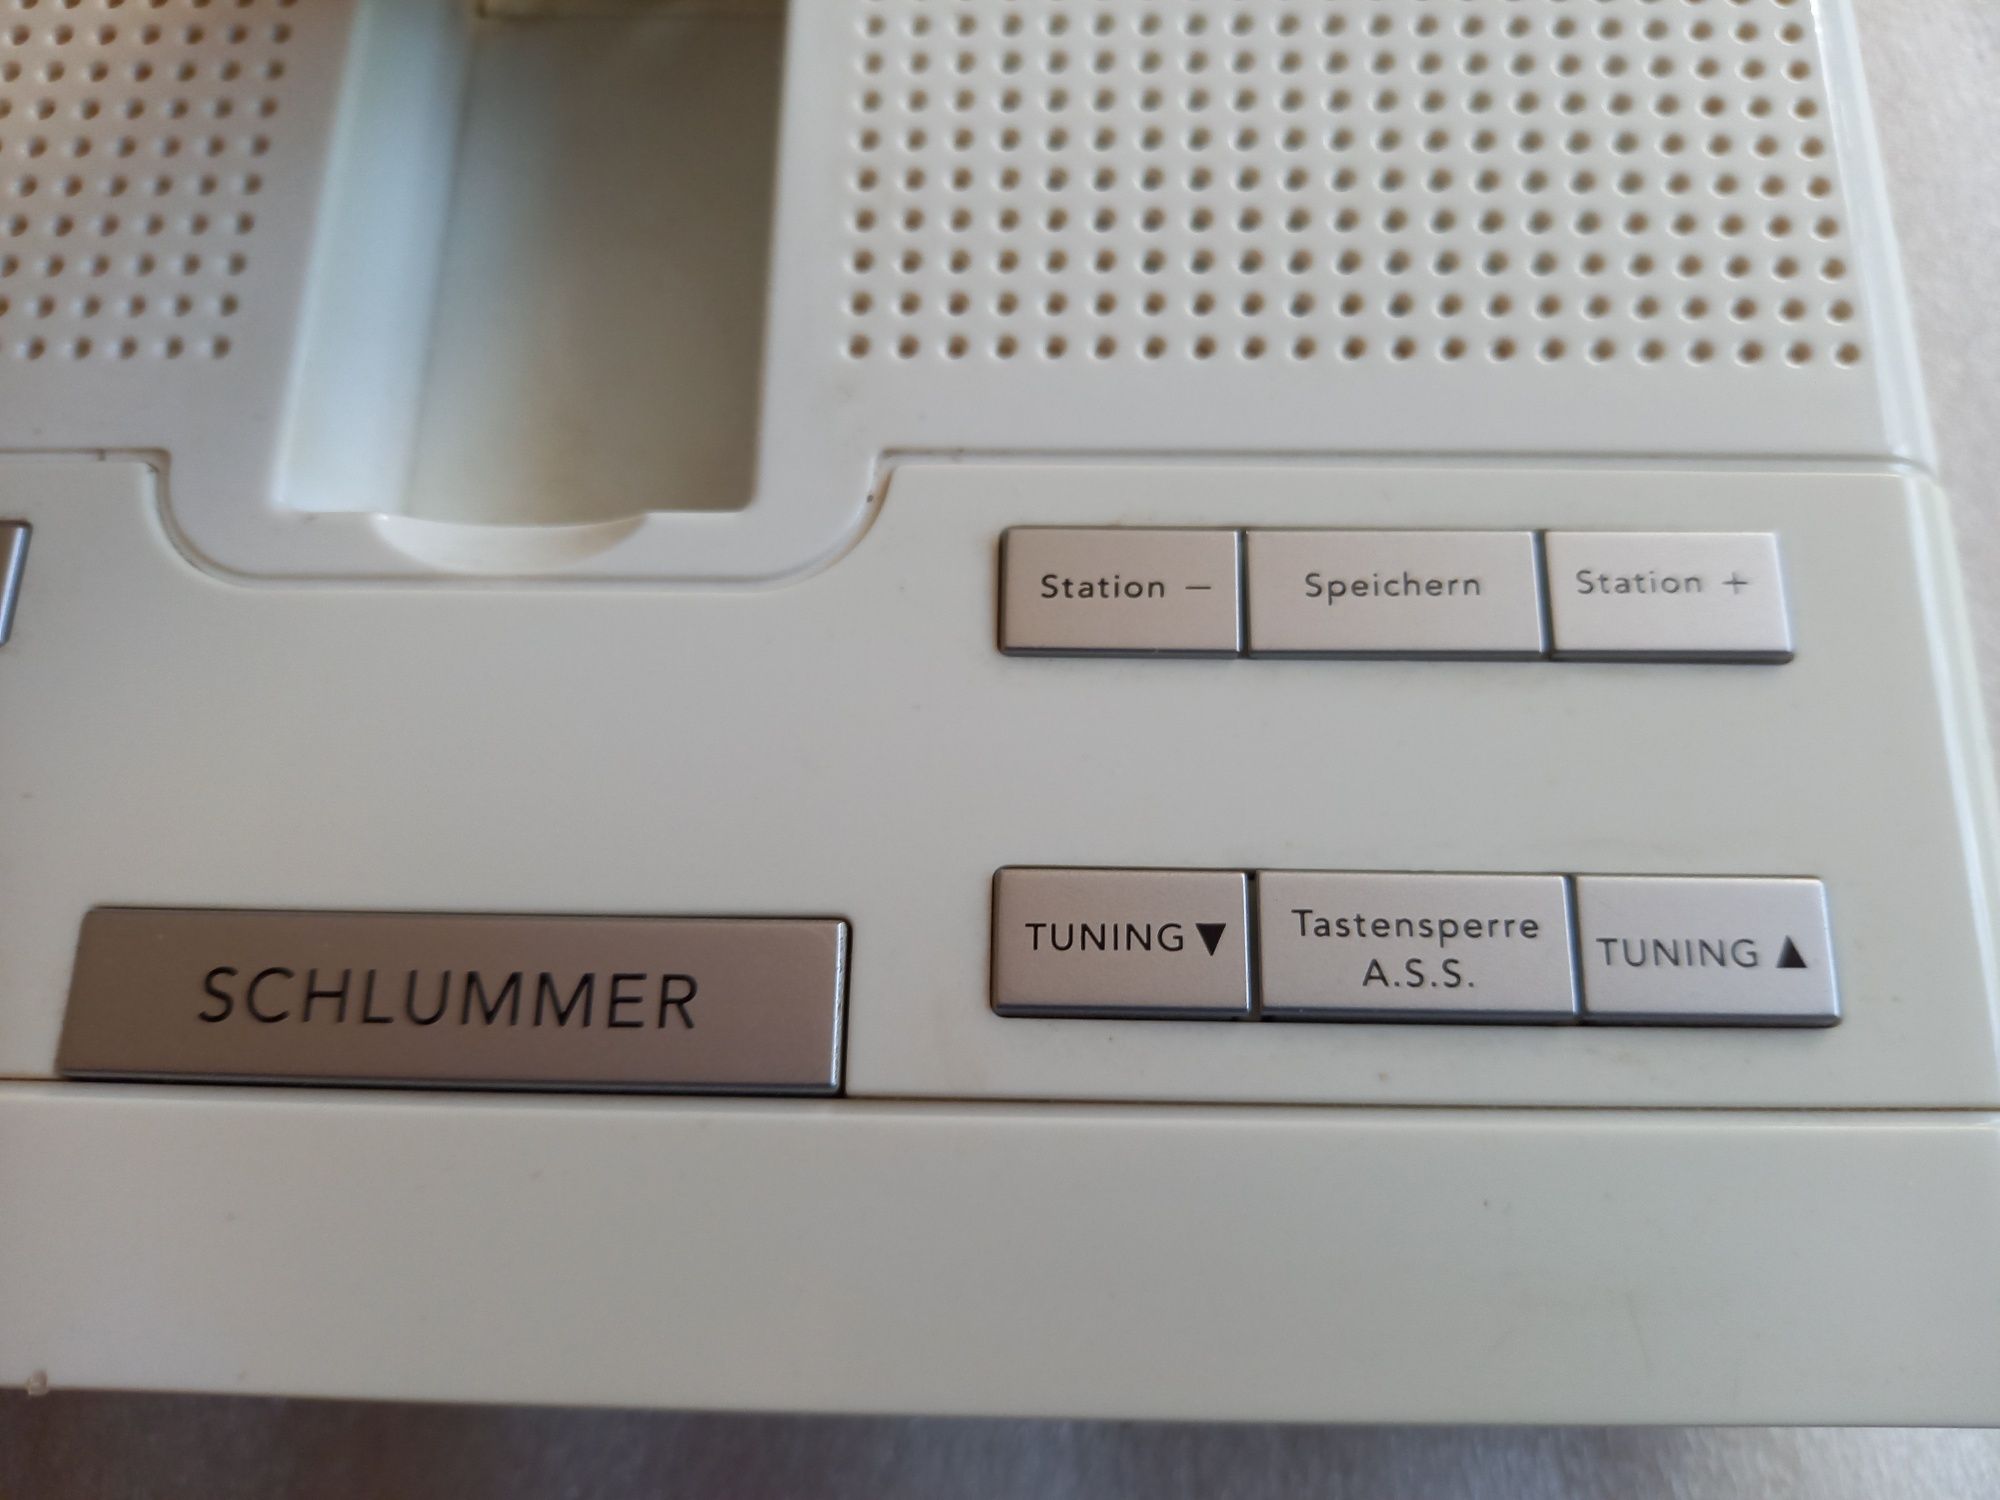 Station − Speichern Station +
TUNING ▼ Tastensperre TUNING ▲
A.S.S.
SCHLUMMER